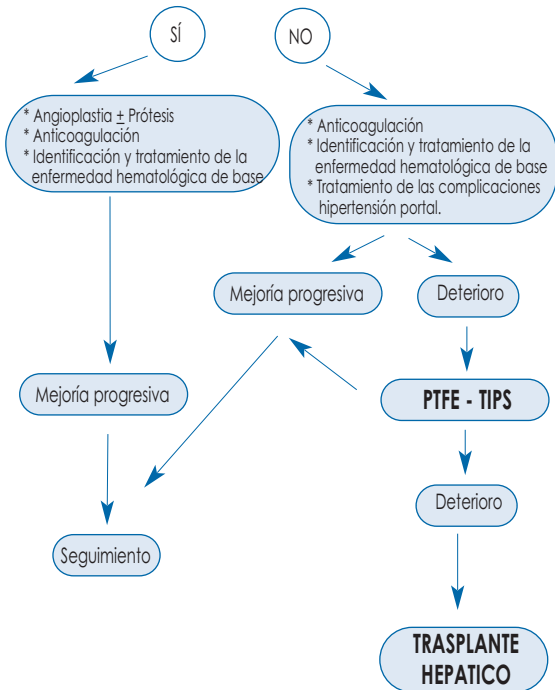 SÍ
NO
* Angioplastia ± Prótesis
* Anticoagulación
* Identificación y tratamiento de la
enfermedad hematológica de base
* Anticoagulación
* Identificación y tratamiento de la
enfermedad hematológica de base
* Tratamiento de las complicaciones
hipertensión portal.
Mejoría progresiva
Deterioro
Mejoría progresiva
PTFE - TIPS
Deterioro
Seguimiento
TRASPLANTE
HEPATICO